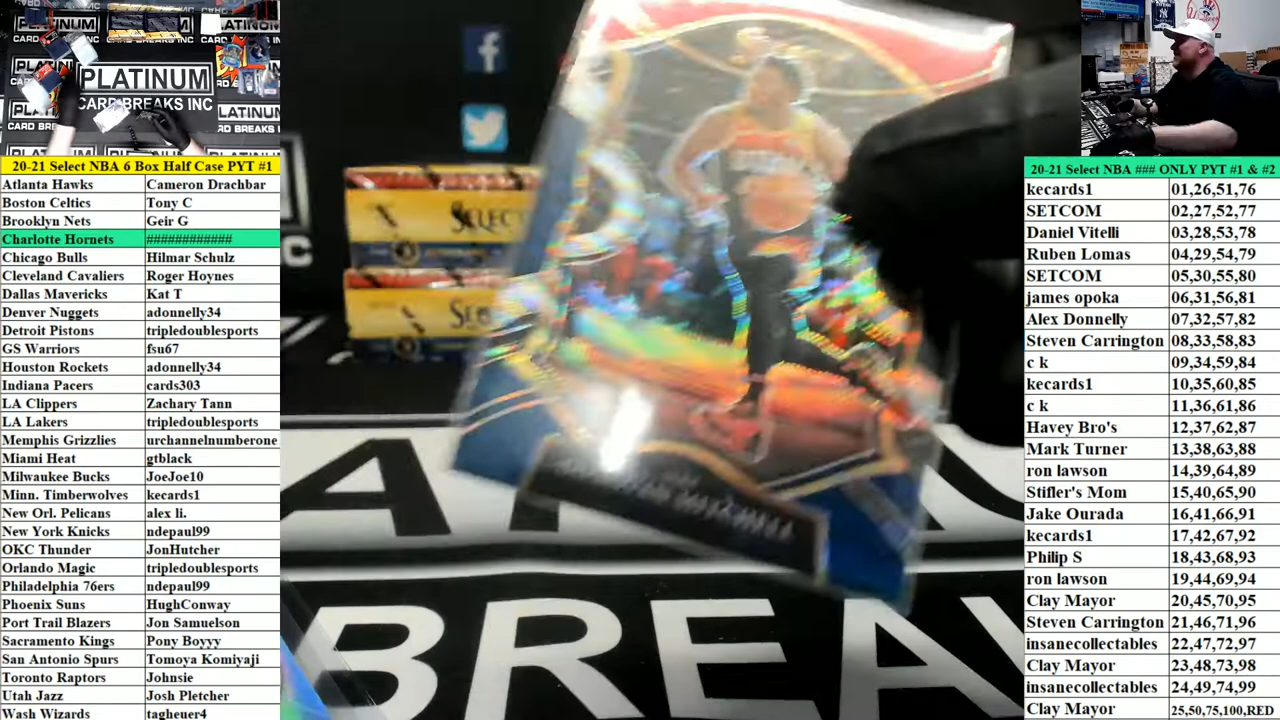 PLATINUM
CARD BREAKS INC
20-21 Select NBA 6 Box Half Case PYT #1
Atlanta Hawks Cameron Drachbar
Boston Celtics Tony C
Brooklyn Nets Geir G
Charlotte Hornets ############
Chicago Bulls Hilmar Schulz
Cleveland Cavaliers Roger Hoynes
Dallas Mavericks Kat T
Denver Nuggets adonnelly34
Detroit Pistons tripledoublesports
GS Warriors fsu67
Houston Rockets adonnelly34
Indiana Pacers cards303
LA Clippers Zachary Tann
LA Lakers tripledoublesports
Memphis Grizzlies urchannelnumberone
Miami Heat gtblack
Milwaukee Bucks JoeJoe10
Minn. Timberwolves kecards1
New Orl. Pelicans alex li.
New York Knicks ndepaul99
OKC Thunder JonHutcher
Orlando Magic tripledoublesports
Philadelphia 76ers ndepaul99
Phoenix Suns HughConway
Port Trail Blazers Jon Samuelson
Sacramento Kings Pony Boyyy
San Antonio Spurs Tomoya Komiyaji
Toronto Raptors Johnsie
Utah Jazz Josh Pletcher
Wash Wizards tagheuer4
SELECT
BREA
20-21 Select NBA ### ONLY PYT #1 & #2
kecards1 01,26,51,76
SETCOM 02,27,52,77
Daniel Vitelli 03,28,53,78
Ruben Lomas 04,29,54,79
SETCOM 05,30,55,80
james opoka 06,31,56,81
Alex Donnelly 07,32,57,82
Steven Carrington 08,33,58,83
c k 09,34,59,84
kecards1 10,35,60,85
c k 11,36,61,86
Havey Bro's 12,37,62,87
Mark Turner 13,38,63,88
ron lawson 14,39,64,89
Stifler's Mom 15,40,65,90
Jake Ourada 16,41,66,91
kecards1 17,42,67,92
Philip S 18,43,68,93
ron lawson 19,44,69,94
Clay Mayor 20,45,70,95
Steven Carrington 21,46,71,96
insanecollectables 22,47,72,97
Clay Mayor 23,48,73,98
insanecollectables 24,49,74,99
Clay Mayor 25,50,75,100,RED